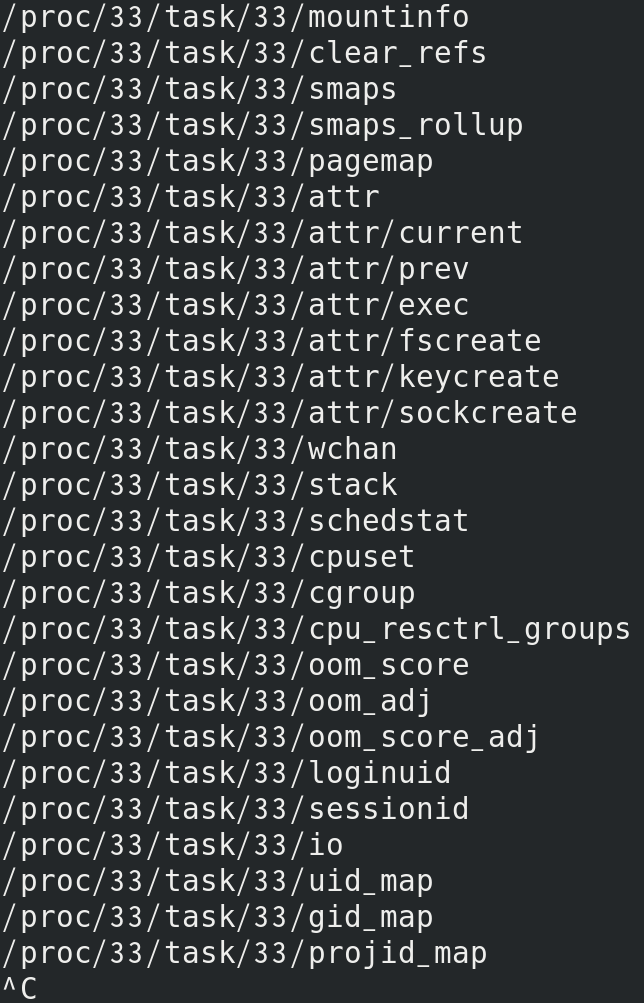 /proc/33/task/33/mountinfo
/proc/33/task/33/clear_refs
/proc/33/task/33/smaps
/proc/33/task/33/smaps_rollup
/proc/33/task/33/pagemap
/proc/33/task/33/attr
/proc/33/task/33/attr/current
/proc/33/task/33/attr/prev
/proc/33/task/33/attr/exec
/proc/33/task/33/attr/fscreate
/proc/33/task/33/attr/keycreate
/proc/33/task/33/attr/sockcreate
/proc/33/task/33/wchan
/proc/33/task/33/stack
/proc/33/task/33/schedstat
/proc/33/task/33/cpuset
/proc/33/task/33/cgroup
/proc/33/task/33/cpu_resctrl_groups
/proc/33/task/33/oom_score
/proc/33/task/33/oom_adj
/proc/33/task/33/oom_score_adj
/proc/33/task/33/loginuid
/proc/33/task/33/sessionid
/proc/33/task/33/io
/proc/33/task/33/uid_map
/proc/33/task/33/gid_map
/proc/33/task/33/projid_map
^C